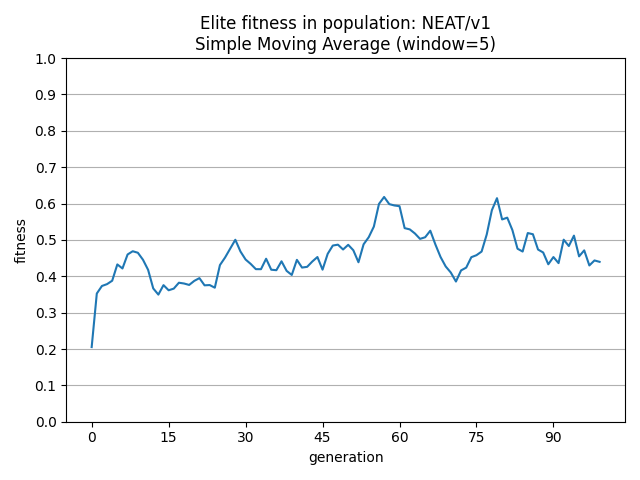 Elite fitness in population: NEAT/v1
Simple Moving Average (window=5)
1.0
0.9
0.8
0.7
0.6
0.5
0.4
0.3
0.2
0.1
0.0
fitness
0 15 30 45 60 75 90
generation